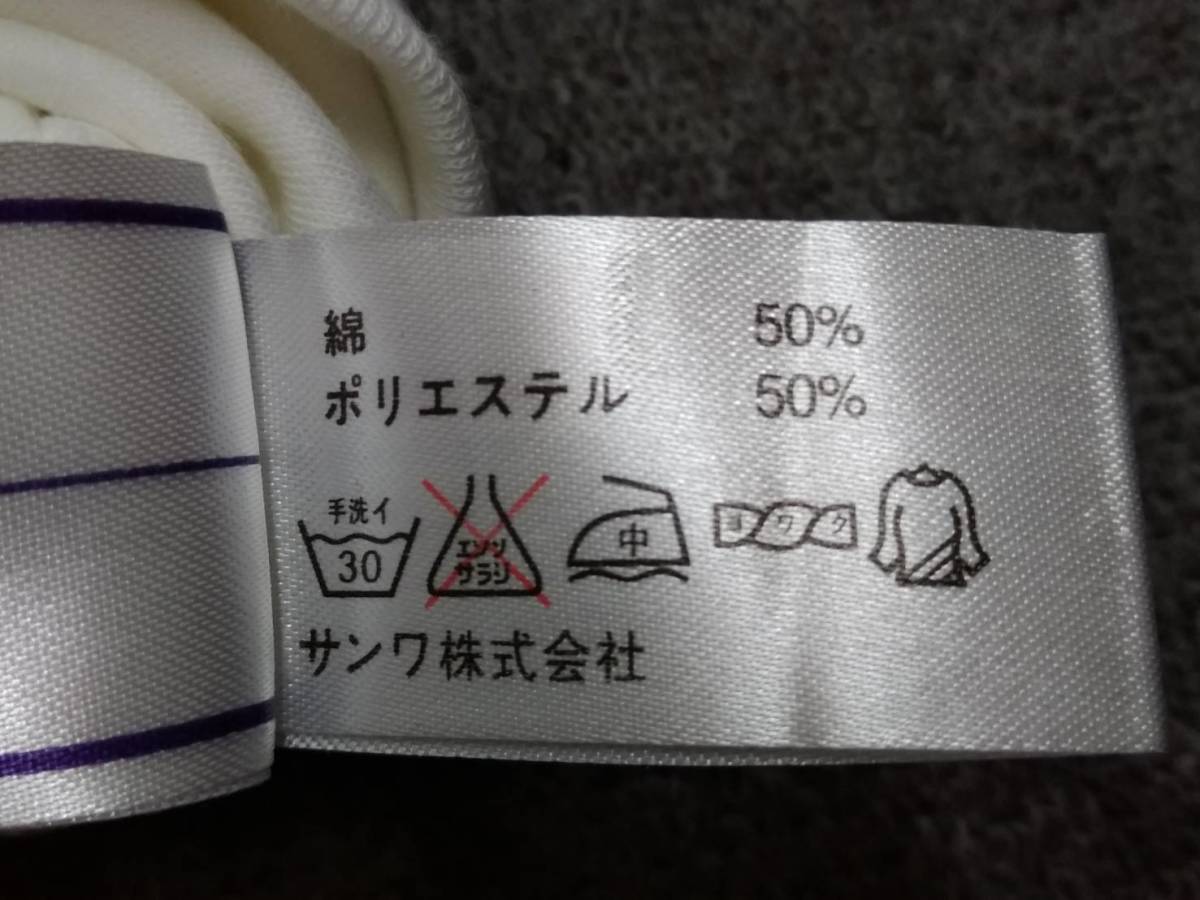 綿 50%
ポリエステル 50%
手洗イ
30
エンソ
サラシ
中
ヨワク
サンワ株式会社